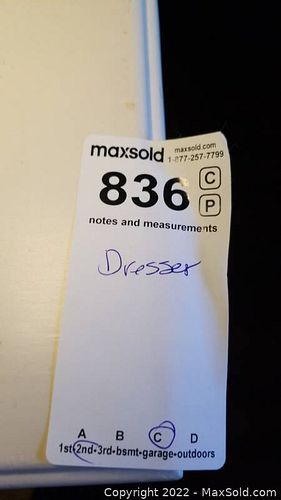 maxsold maxsold.com
1-877-257-7799
836 C
P
notes and measurements
Dresser
A B C D
1st-2nd-3rd-bsmt-garage-outdoors
Copyright 2022 - MaxSold.com